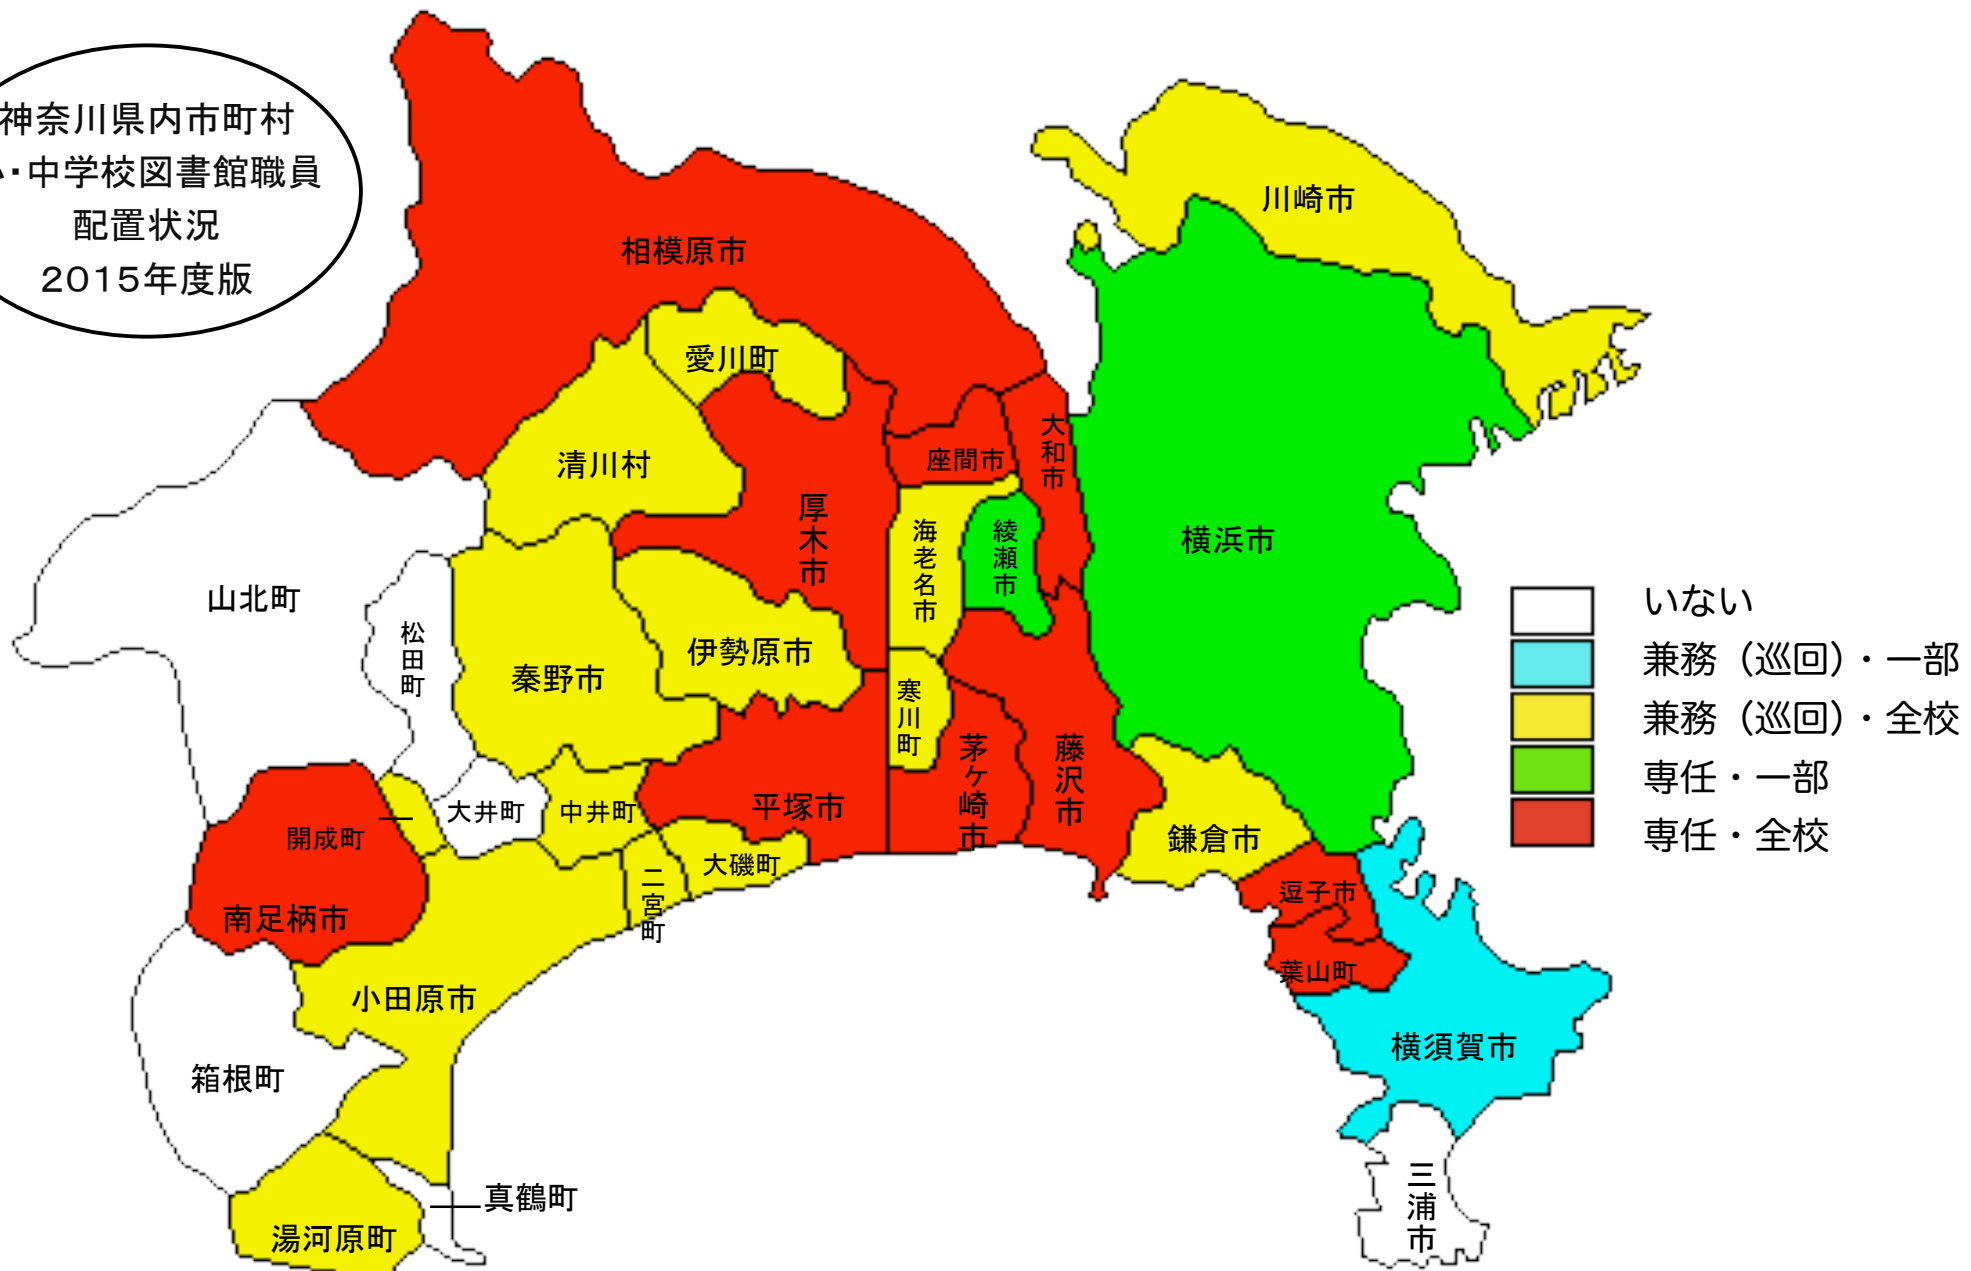 神奈川県内市町村
・中学校図書館職員
配置状況
2015年度版
川崎市
相模原市
愛川町
大和市
座間市
清川村
厚木市
海老名市
綾瀬市
横浜市
山北町
松田町
伊勢原市
秦野市
寒川町
茅ケ崎市
藤沢市
平塚市
大井町
中井町
開成町
鎌倉市
大磯町
二宮町
逗子市
南足柄市
葉山町
小田原市
横須賀市
箱根町
真鶴町
三浦市
湯河原町
いない
兼務（巡回）・一部
兼務（巡回）・全校
専任・一部
専任・全校